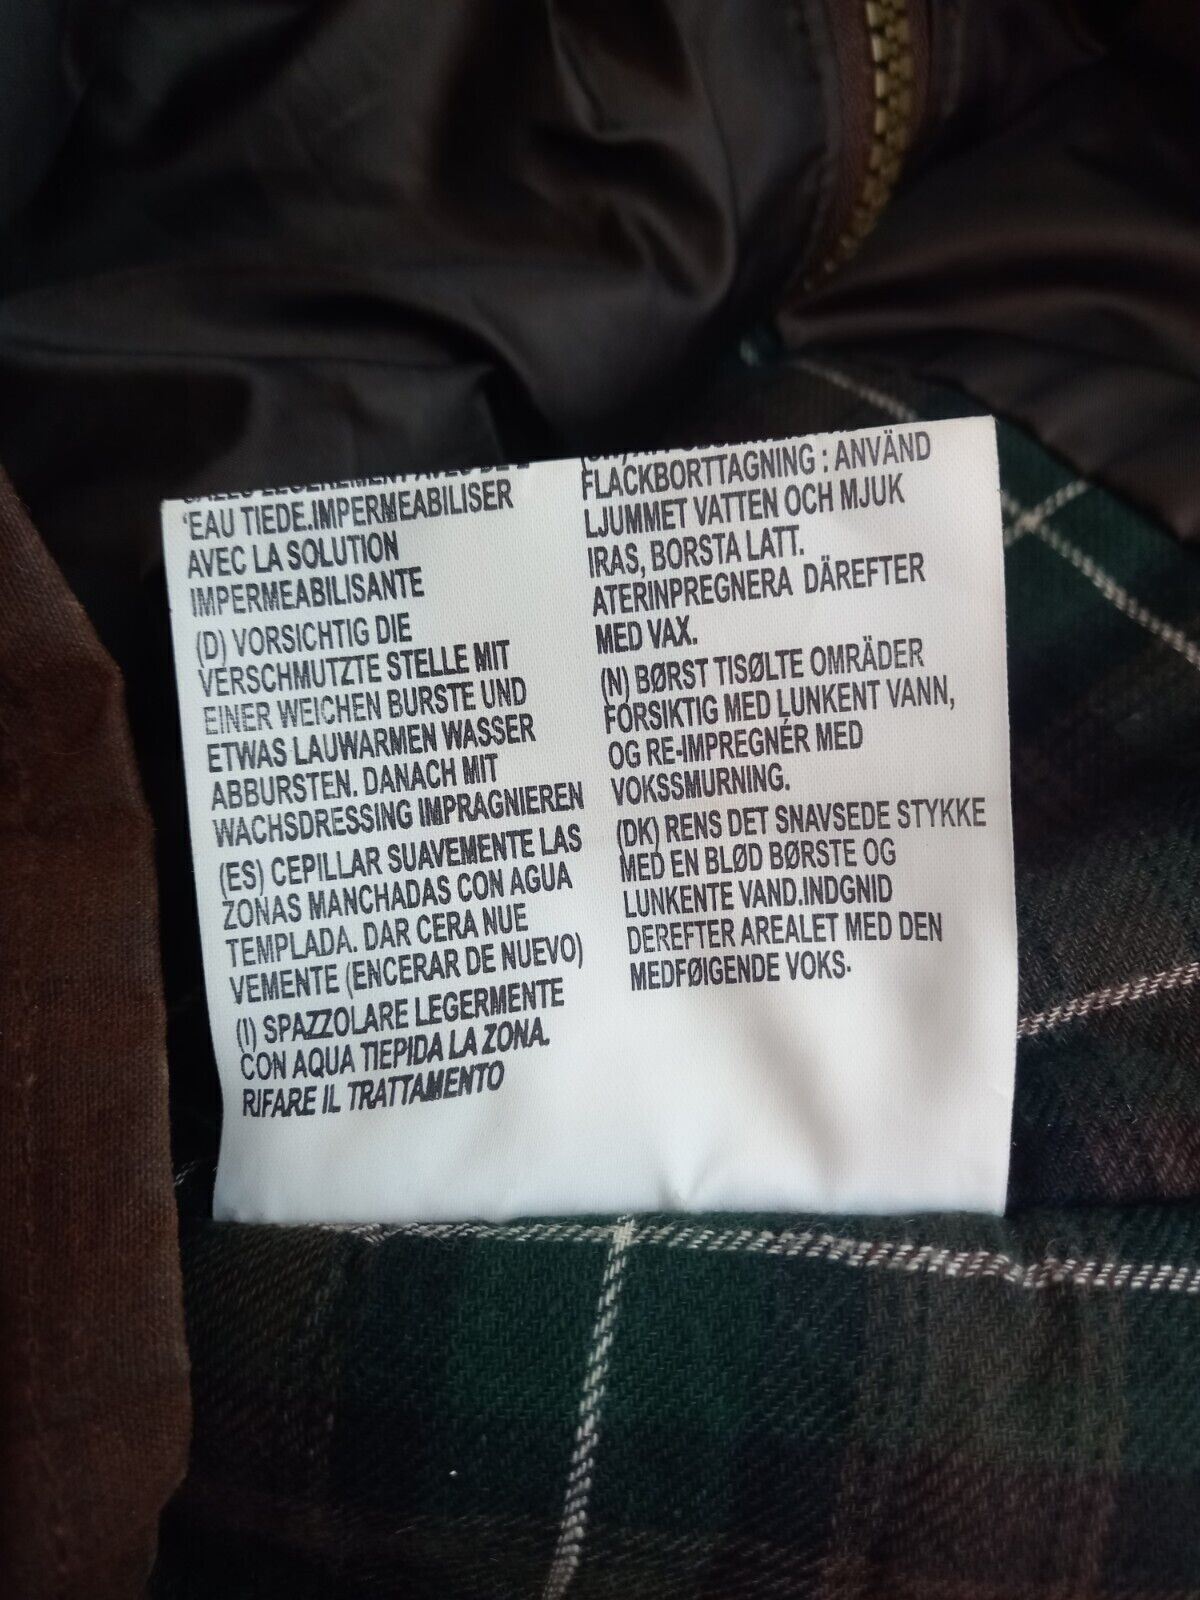 'EAU TIEDE.IMPERMEABILISER
AVEC LA SOLUTION
IMPERMEABILISANTE
(D) VORSICHTIG DIE
VERSCHMUTZTE STELLE MIT
EINER WEICHEN BURSTE UND
ETWAS LAUWARMEN WASSER
ABBURSTEN. DANACH MIT
WACHSDRESSING IMPRAGNIEREN
(ES) CEPILLAR SUAVEMENTE LAS
ZONAS MANCHADAS CON AGUA
TEMPLADA. DAR CERA NUE
VEMENTE (ENCERAR DE NUEVO)
(I) SPAZZOLARE LEGERMENTE
CON AQUA TIEPIDA LA ZONA.
RIFARE IL TRATTAMENTO
FLACKBORTTAGNING : ANVÄND
LJUMMET VATTEN OCH MJUK
IRAS, BORSTA LATT.
ATERINPREGNERA DÄREFTER
MED VAX.
(N) BØRST TISØLTE OMRÄDER
FORSIKTIG MED LUNKENT VANN,
OG RE-IMPREGNÉR MED
VOKSSMURNING.
(DK) RENS DET SNAVSEDE STYKKE
MED EN BLØD BØRSTE OG
LUNKENTE VAND.INDGNID
DEREFTER AREALET MED DEN
MEDFØIGENDE VOKS.